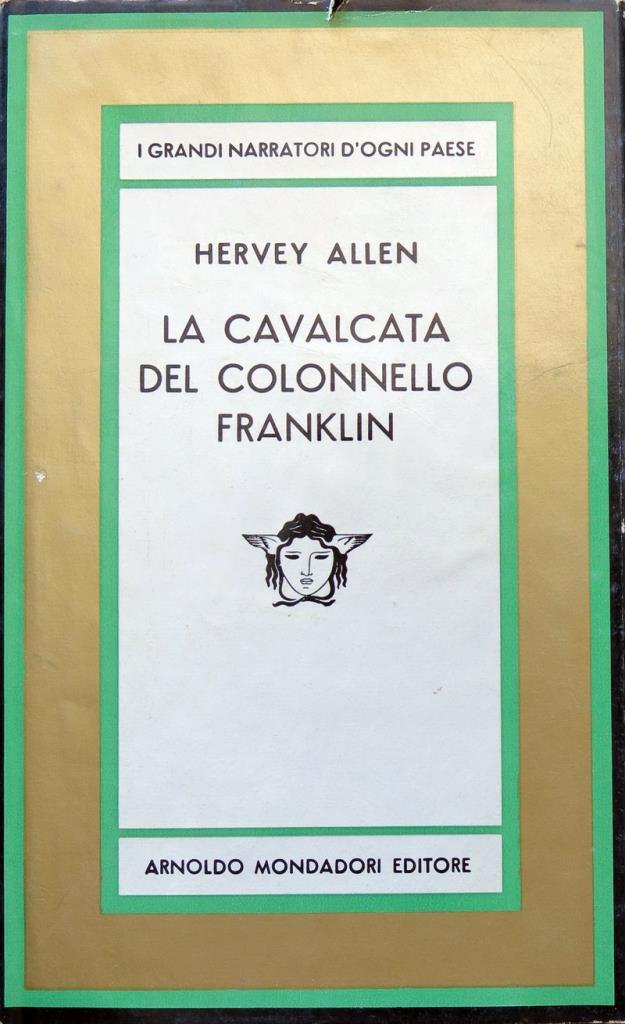 I GRANDI NARRATORI D'OGNI PAESE
HERVEY ALLEN
LA CAVALCATA
DEL COLONNELLO
FRANKLIN
ARNOLDO MONDADORI EDITORE